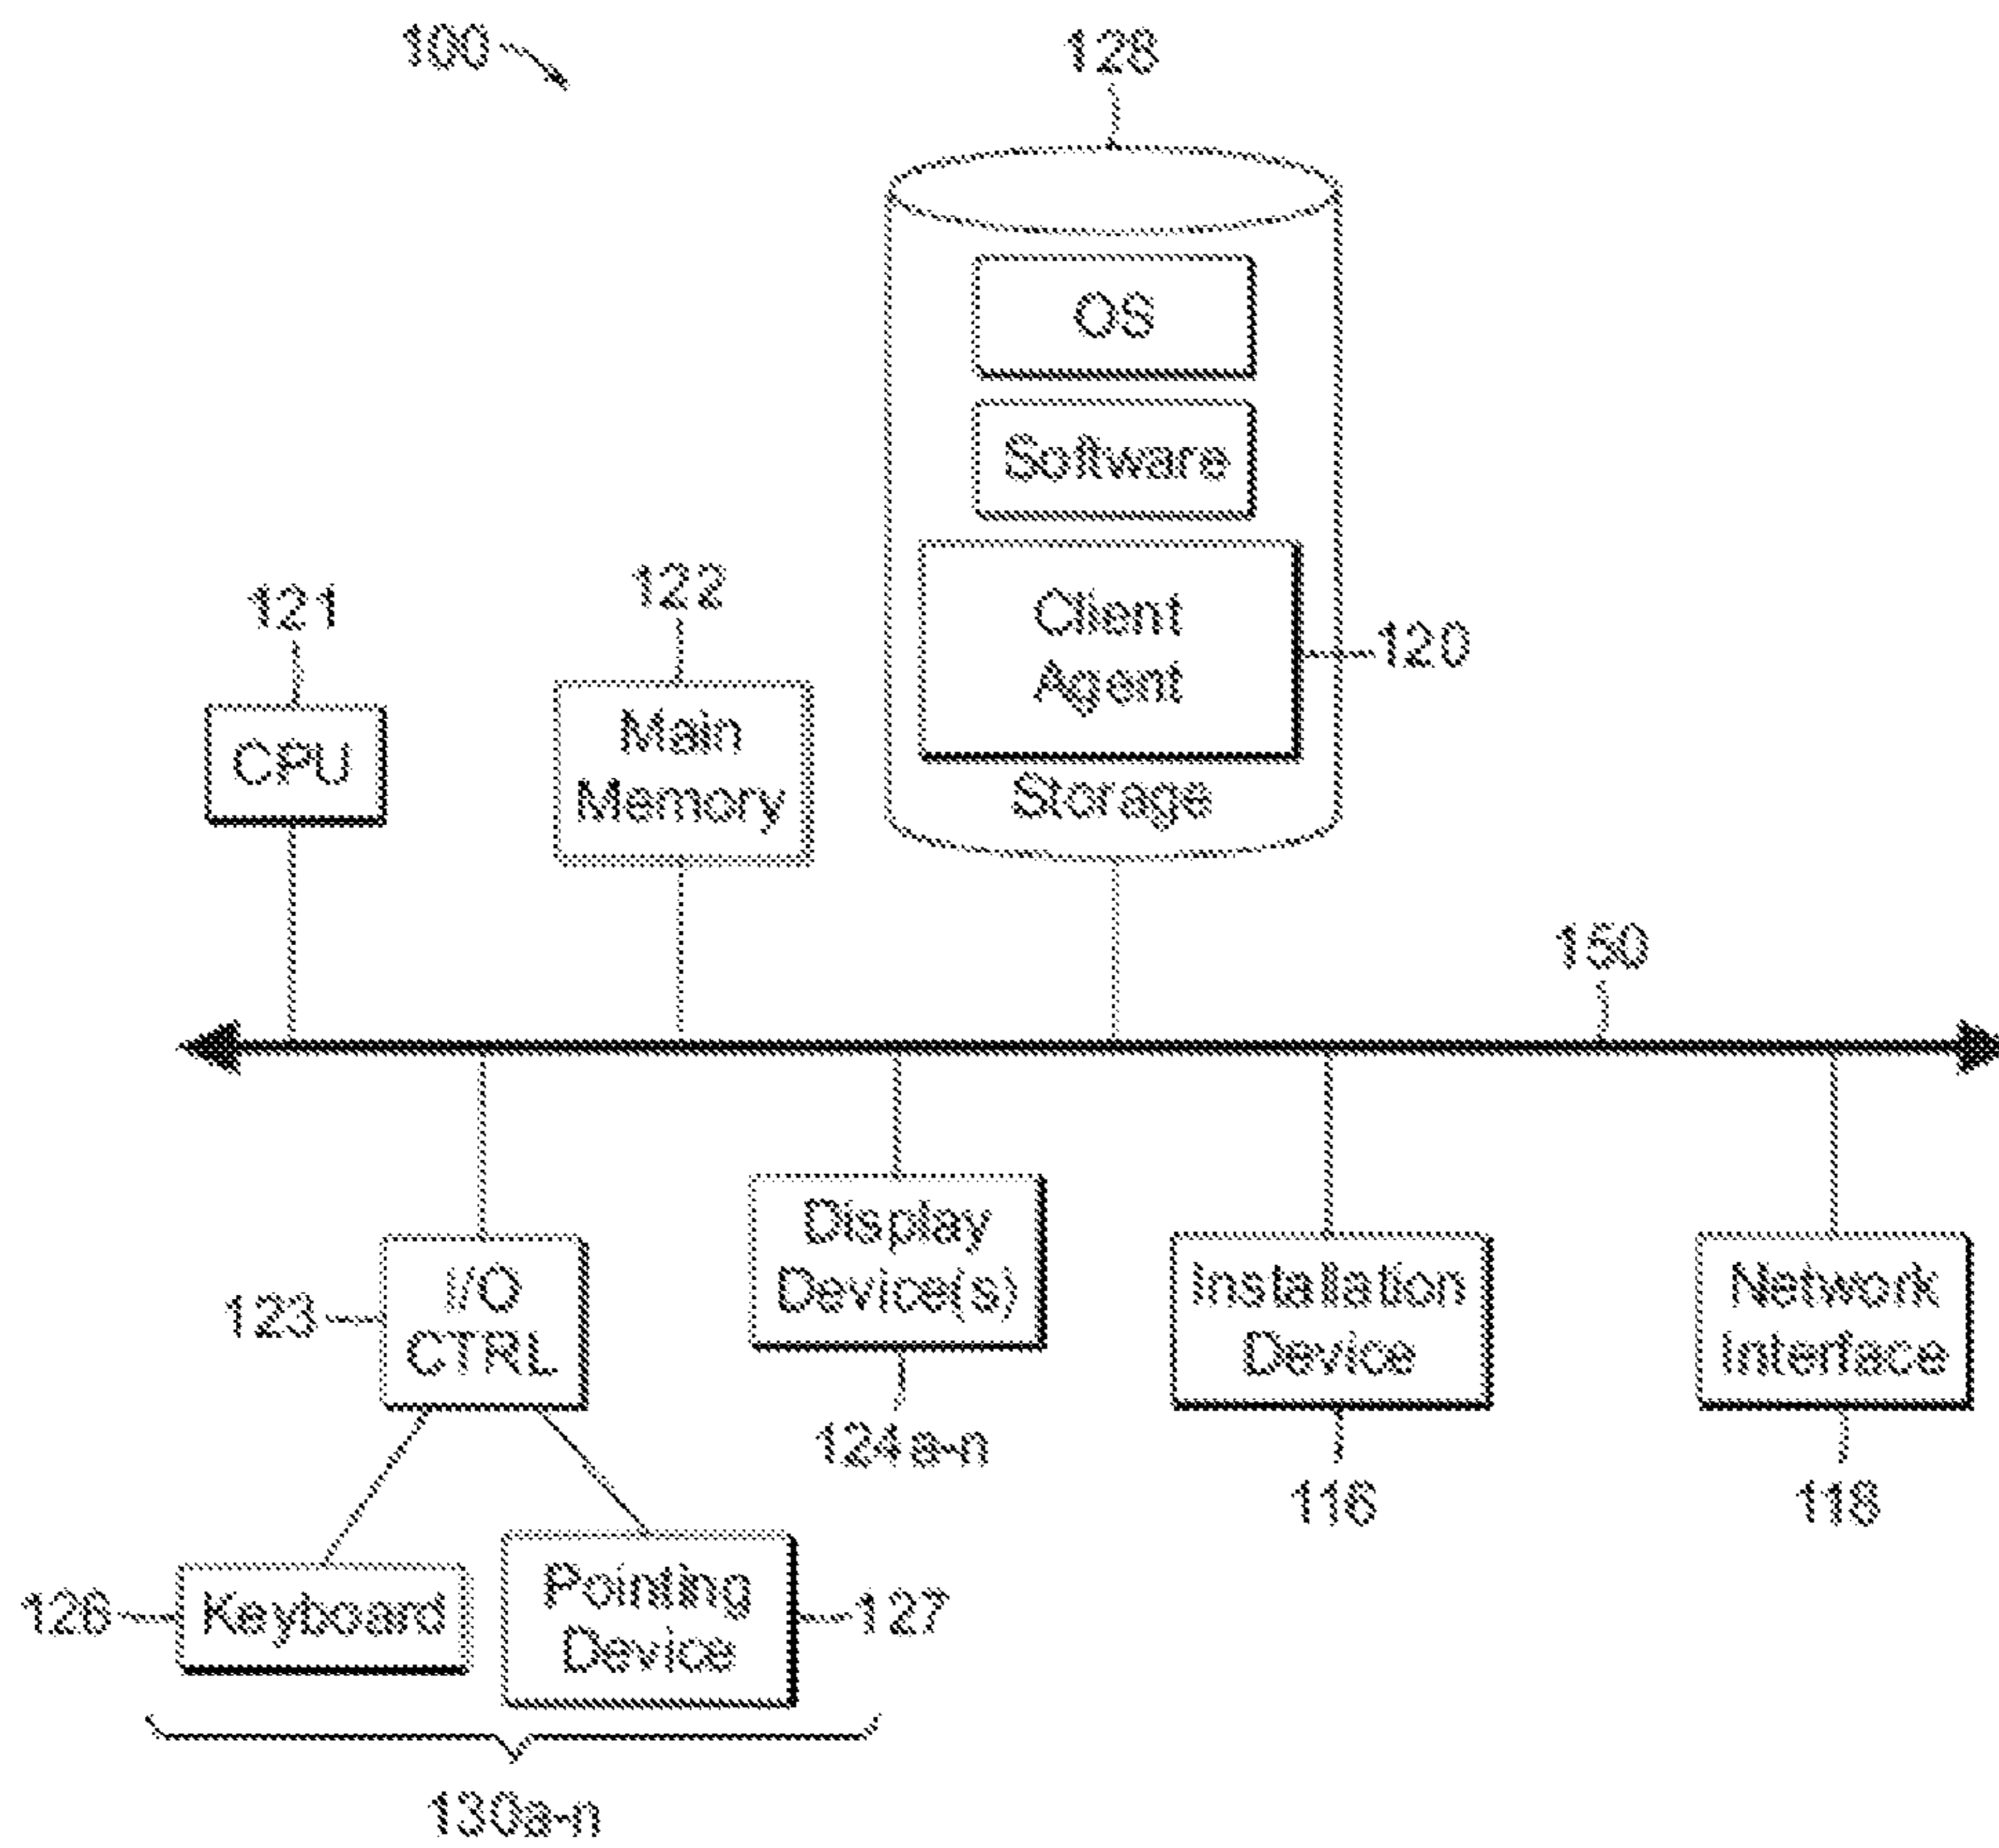 100
128
OS
Software
Client
Agent
120
Storage
121
CPU
122
Main
Memory
150
I/O
CTRL
123
Display
Device(s)
124a-n
Installation
Device
116
Network
Interface
118
126
Keyboard
Pointing
Device
127
130a-n